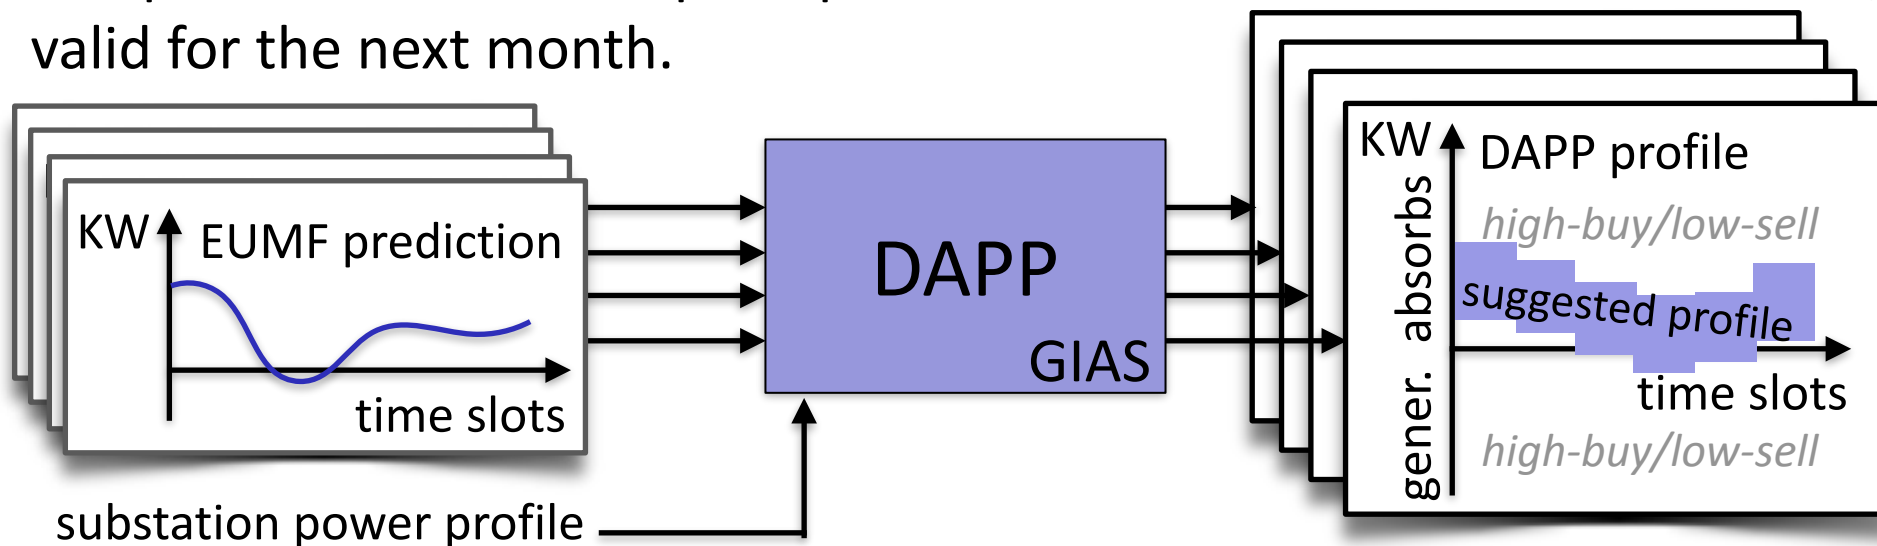 valid for the next month.
KW
EUMF prediction
time slots
substation power profile
DAPP
GIAS
KW
DAPP profile
gener. absorbs
high-buy/low-sell
suggested profile
time slots
high-buy/low-sell